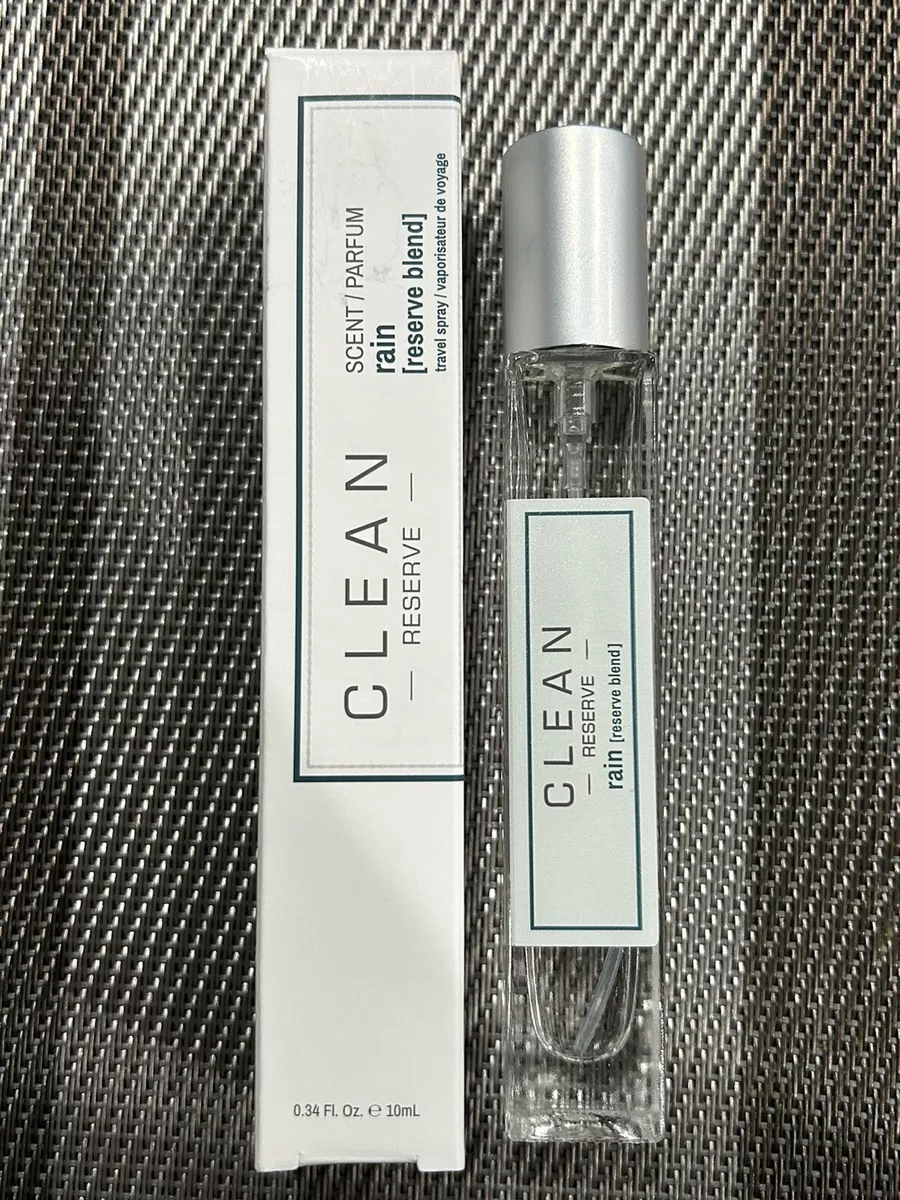 CLEAN
— RESERVE —
SCENT / PARFUM
rain
[reserve blend]
travel spray / vaporisateur de voyage
0.34 Fl. Oz. ℮ 10mL
CLEAN
— RESERVE —
rain [reserve blend]